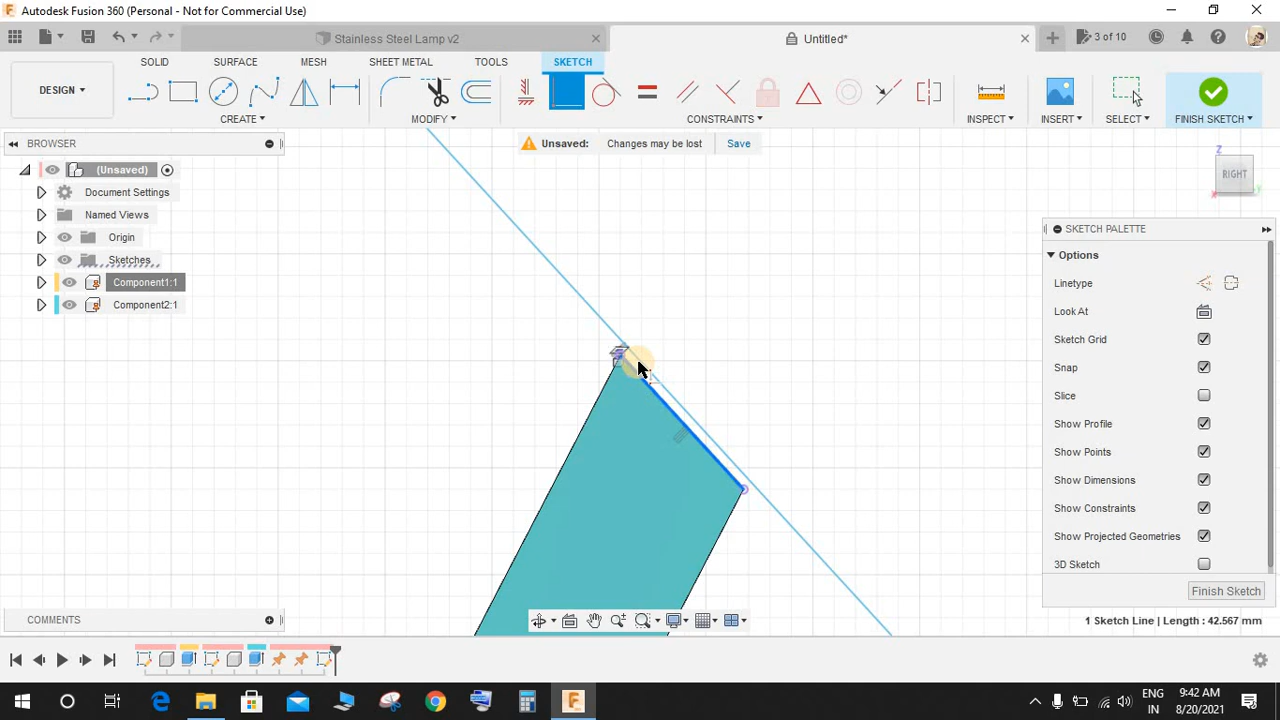 Autodesk Fusion 360 (Personal - Not for Commercial Use)
Stainless Steel Lamp v2
Untitled*
3 of 10
SOLID SURFACE MESH SHEET METAL TOOLS SKETCH
DESIGN
CREATE MODIFY CONSTRAINTS INSPECT INSERT SELECT FINISH SKETCH
BROWSER
Unsaved: Changes may be lost Save
(Unsaved)
Document Settings
Named Views
Origin
Sketches
Component1:1
Component2:1
Z
RIGHT
X
Y
SKETCH PALETTE
Options
Linetype
Look At
Sketch Grid
Snap
Slice
Show Profile
Show Points
Show Dimensions
Show Constraints
Show Projected Geometries
3D Sketch
Finish Sketch
COMMENTS
1 Sketch Line | Length : 42.567 mm
ENG
IN
9:42 AM
8/20/2021